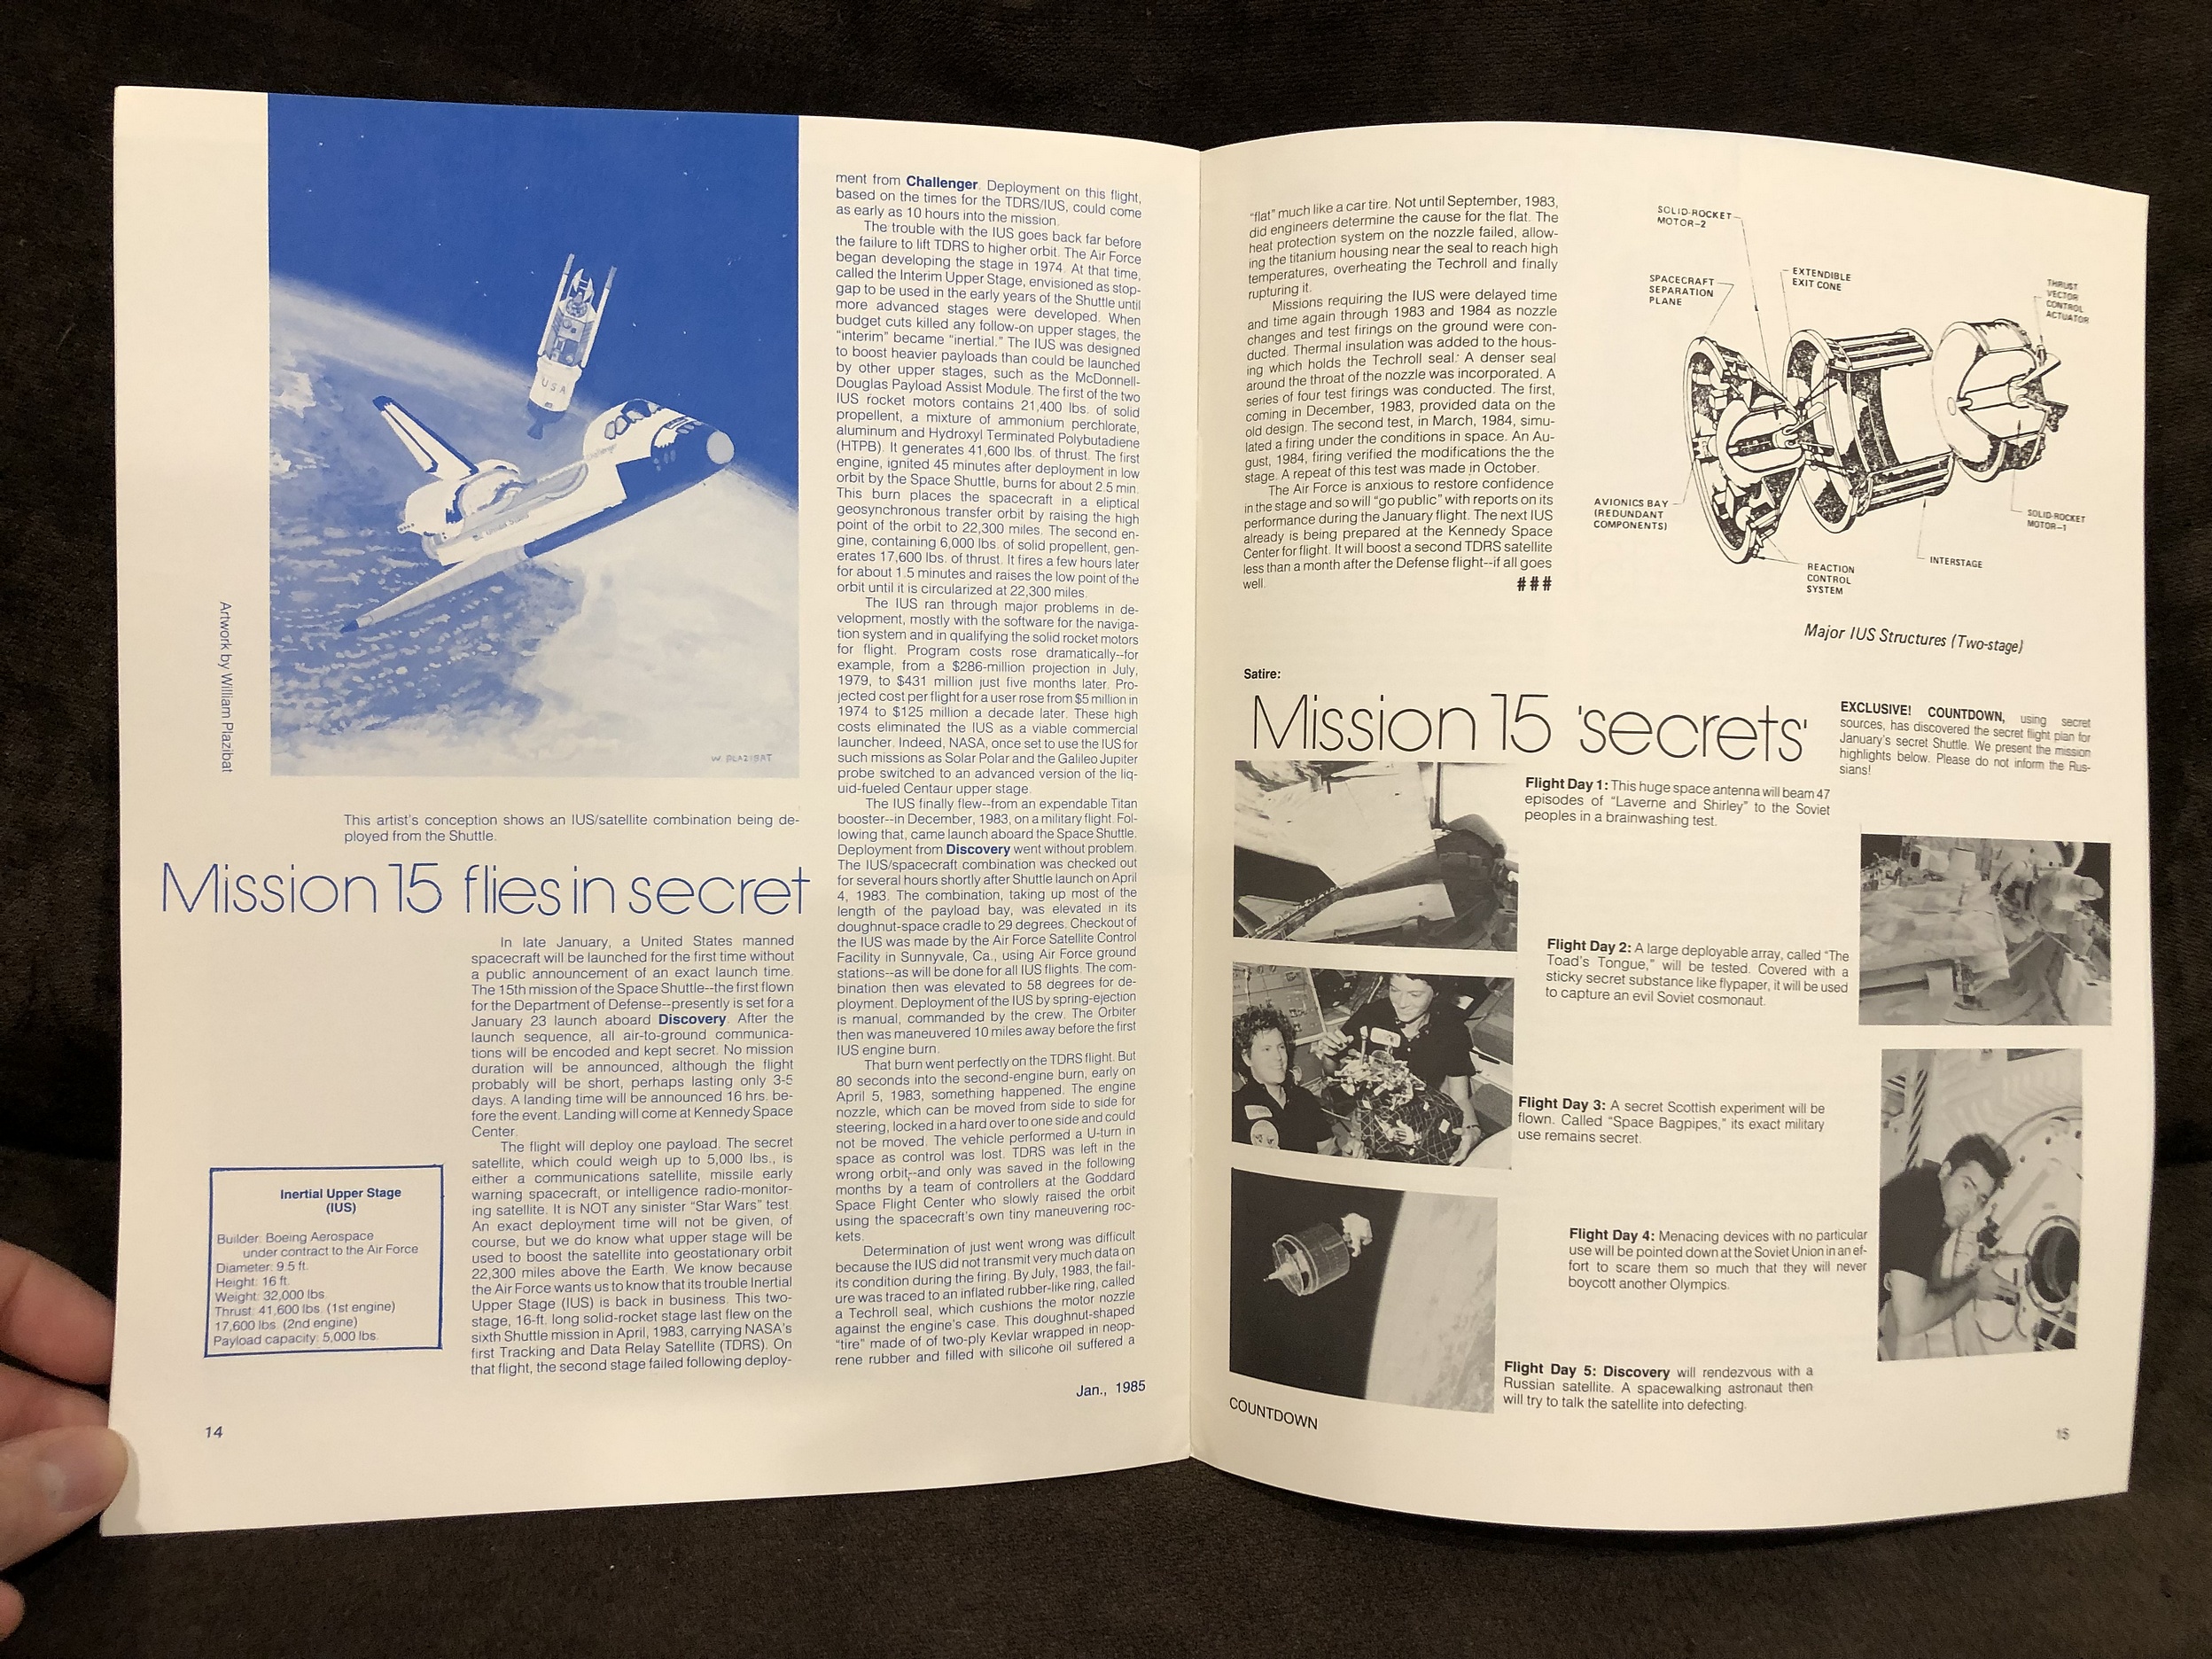 USA
Challenger
W. PLAZIBAT
Artwork by William Plazibat
This artist's conception shows an IUS/satellite combination being de-
ployed from the Shuttle.
Mission 15 flies in secret
In late January, a United States manned
spacecraft will be launched for the first time without
a public announcement of an exact launch time.
The 15th mission of the Space Shuttle--the first flown
for the Department of Defense--presently is set for a
January 23 launch aboard Discovery. After the
launch sequence, all air-to-ground communica-
tions will be encoded and kept secret. No mission
duration will be announced, although the flight
probably will be short, perhaps lasting only 3-5
days. A landing time will be announced 16 hrs. be-
fore the event. Landing will come at Kennedy Space
Center.
The flight will deploy one payload. The secret
satellite, which could weigh up to 5,000 lbs., is
either a communications satellite, missile early
warning spacecraft, or intelligence radio-monitor-
ing satellite. It is NOT any sinister "Star Wars" test.
An exact deployment time will not be given, of
course, but we do know what upper stage will be
used to boost the satellite into geostationary orbit
22,300 miles above the Earth. We know because
the Air Force wants us to know that its trouble Inertial
Upper Stage (IUS) is back in business. This two-
stage, 16-ft. long solid-rocket stage last flew on the
sixth Shuttle mission in April, 1983, carrying NASA's
first Tracking and Data Relay Satellite (TDRS). On
that flight, the second stage failed following deploy-
Inertial Upper Stage
(IUS)
Builder: Boeing Aerospace
under contract to the Air Force
Diameter: 9.5 ft.
Height: 16 ft.
Weight: 32,000 lbs.
Thrust: 41,600 lbs. (1st engine)
17,600 lbs. (2nd engine)
Payload capacity: 5,000 lbs.
14
ment from Challenger. Deployment on this flight,
based on the times for the TDRS/IUS, could come
as early as 10 hours into the mission.
The trouble with the IUS goes back far before
the failure to lift TDRS to higher orbit. The Air Force
began developing the stage in 1974. At that time,
called the Interim Upper Stage, envisioned as stop-
gap to be used in the early years of the Shuttle until
more advanced stages were developed. When
budget cuts killed any follow-on upper stages, the
"interim" became "inertial." The IUS was designed
to boost heavier payloads than could be launched
by other upper stages, such as the McDonnell-
Douglas Payload Assist Module. The first of the two
IUS rocket motors contains 21,400 lbs. of solid
propellent, a mixture of ammonium perchlorate,
aluminum and Hydroxyl Terminated Polybutadiene
(HTPB). It generates 41,600 lbs. of thrust. The first
engine, ignited 45 minutes after deployment in low
orbit by the Space Shuttle, burns for about 2.5 min.
This burn places the spacecraft in a eliptical
geosynchronous transfer orbit by raising the high
point of the orbit to 22,300 miles. The second en-
gine, containing 6,000 lbs. of solid propellent, gen-
erates 17,600 lbs. of thrust. It fires a few hours later
for about 1.5 minutes and raises the low point of the
orbit until it is circularized at 22,300 miles.
The IUS ran through major problems in de-
velopment, mostly with the software for the naviga-
tion system and in qualifying the solid rocket motors
for flight. Program costs rose dramatically--for
example, from a $286-million projection in July,
1979, to $431 million just five months later. Pro-
jected cost per flight for a user rose from $5 million in
1974 to $125 million a decade later. These high
costs eliminated the IUS as a viable commercial
launcher. Indeed, NASA, once set to use the IUS for
such missions as Solar Polar and the Galileo Jupiter
probe switched to an advanced version of the liq-
uid-fueled Centaur upper stage.
The IUS finally flew--from an expendable Titan
booster--in December, 1983, on a military flight. Fol-
lowing that, came launch aboard the Space Shuttle.
Deployment from Discovery went without problem.
The IUS/spacecraft combination was checked out
for several hours shortly after Shuttle launch on April
4, 1983. The combination, taking up most of the
length of the payload bay, was elevated in its
doughnut-space cradle to 29 degrees. Checkout of
the IUS was made by the Air Force Satellite Control
Facility in Sunnyvale, Ca., using Air Force ground
stations--as will be done for all IUS flights. The com-
bination then was elevated to 58 degrees for de-
ployment. Deployment of the IUS by spring-ejection
is manual, commanded by the crew. The Orbiter
then was maneuvered 10 miles away before the first
IUS engine burn.
That burn went perfectly on the TDRS flight. But
80 seconds into the second-engine burn, early on
April 5, 1983, something happened. The engine
nozzle, which can be moved from side to side for
steering, locked in a hard over to one side and could
not be moved. The vehicle performed a U-turn in
space as control was lost. TDRS was left in the
wrong orbit,--and only was saved in the following
months by a team of controllers at the Goddard
Space Flight Center who slowly raised the orbit
using the spacecraft's own tiny maneuvering roc-
kets.
Determination of just went wrong was difficult
because the IUS did not transmit very much data on
its condition during the firing. By July, 1983, the fail-
ure was traced to an inflated rubber-like ring, called
a Techroll seal, which cushions the motor nozzle
against the engine's case. This doughnut-shaped
"tire" made of of two-ply Kevlar wrapped in neop-
rene rubber and filled with silicone oil suffered a
Jan., 1985
"flat" much like a car tire. Not until September, 1983,
did engineers determine the cause for the flat. The
heat protection system on the nozzle failed, allow-
ing the titanium housing near the seal to reach high
temperatures, overheating the Techroll and finally
rupturing it.
Missions requiring the IUS were delayed time
and time again through 1983 and 1984 as nozzle
changes and test firings on the ground were con-
ducted. Thermal insulation was added to the hous-
ing which holds the Techroll seal. A denser seal
around the throat of the nozzle was incorporated. A
series of four test firings was conducted. The first,
coming in December, 1983, provided data on the
old design. The second test, in March, 1984, simu-
lated a firing under the conditions in space. An Au-
gust, 1984, firing verified the modifications the the
stage. A repeat of this test was made in October.
The Air Force is anxious to restore confidence
in the stage and so will "go public" with reports on its
performance during the January flight. The next IUS
already is being prepared at the Kennedy Space
Center for flight. It will boost a second TDRS satellite
less than a month after the Defense flight--if all goes
well.
###
SOLID-ROCKET
MOTOR-2
SPACECRAFT
SEPARATION
PLANE
EXTENDIBLE
EXIT CONE
THRUST
VECTOR
CONTROL
ACTUATOR
AVIONICS BAY
(REDUNDANT
COMPONENTS)
REACTION
CONTROL
SYSTEM
INTERSTAGE
SOLID-ROCKET
MOTOR-1
Major IUS Structures (Two-stage)
Satire:
Mission 15 'secrets'
EXCLUSIVE! COUNTDOWN, using secret
sources, has discovered the secret flight plan for
January's secret Shuttle. We present the mission
highlights below. Please do not inform the Rus-
sians!
Flight Day 1: This huge space antenna will beam 47
episodes of "Laverne and Shirley" to the Soviet
peoples in a brainwashing test.
Flight Day 2: A large deployable array, called "The
Toad's Tongue," will be tested. Covered with a
sticky secret substance like flypaper, it will be used
to capture an evil Soviet cosmonaut.
Flight Day 3: A secret Scottish experiment will be
flown. Called "Space Bagpipes," its exact military
use remains secret.
Flight Day 4: Menacing devices with no particular
use will be pointed down at the Soviet Union in an ef-
fort to scare them so much that they will never
boycott another Olympics.
Flight Day 5: Discovery will rendezvous with a
Russian satellite. A spacewalking astronaut then
will try to talk the satellite into defecting.
COUNTDOWN
15